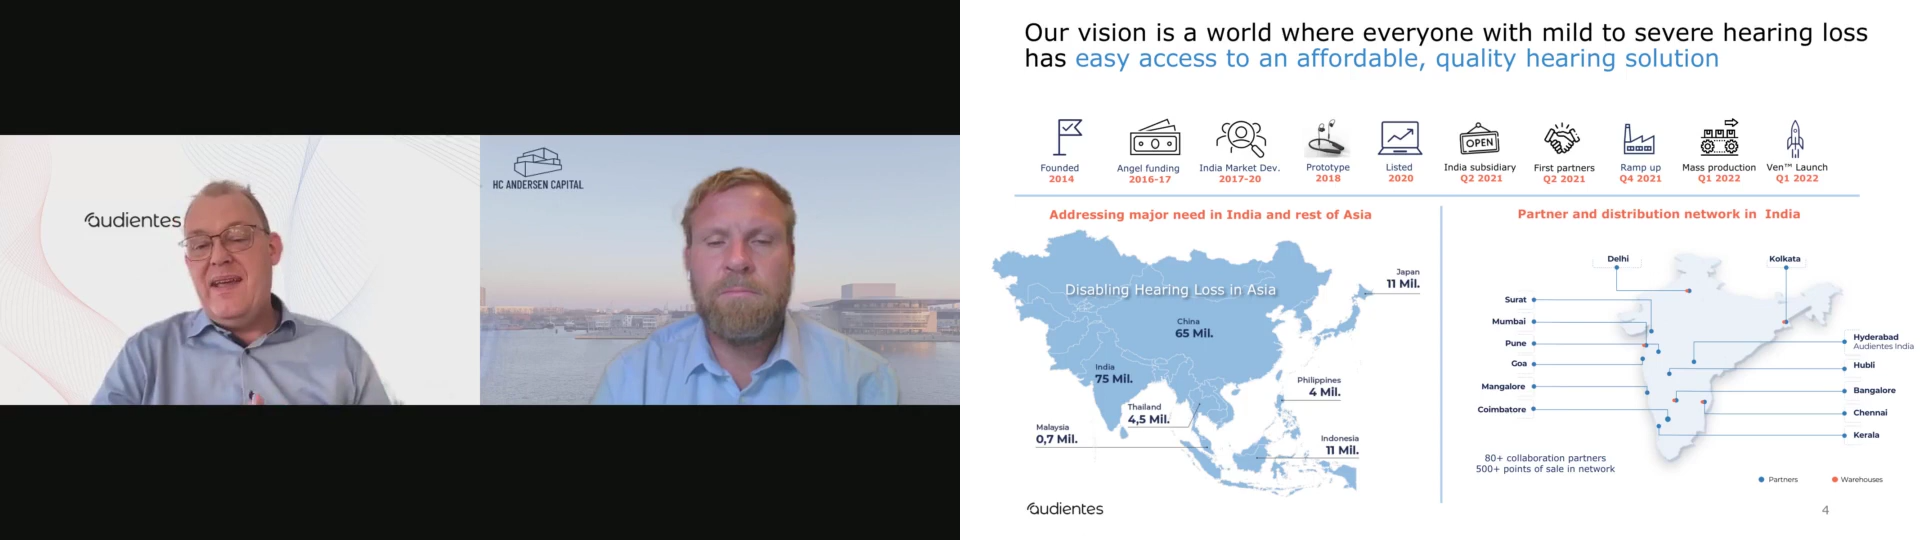 audientes
HC ANDERSEN CAPITAL
Our vision is a world where everyone with mild to severe hearing loss
has easy access to an affordable, quality hearing solution
Founded
2014
Angel funding
2016-17
India Market Dev.
2017-20
Prototype
2018
Listed
2020
OPEN
India subsidiary
Q2 2021
First partners
Q2 2021
Ramp up
Q4 2021
Mass production
Q1 2022
Ven™ Launch
Q1 2022
Addressing major need in India and rest of Asia
Disabling Hearing Loss in Asia
Japan
11 Mil.
China
65 Mil.
India
75 Mil.
Philippines
4 Mil.
Thailand
4,5 Mil.
Malaysia
0,7 Mil.
Indonesia
11 Mil.
Partner and distribution network in India
Delhi
Kolkata
Surat
Mumbai
Pune
Goa
Mangalore
Coimbatore
Hyderabad
Audientes India
Hubli
Bangalore
Chennai
Kerala
80+ collaboration partners
500+ points of sale in network
Partners
Warehouses
audientes
4